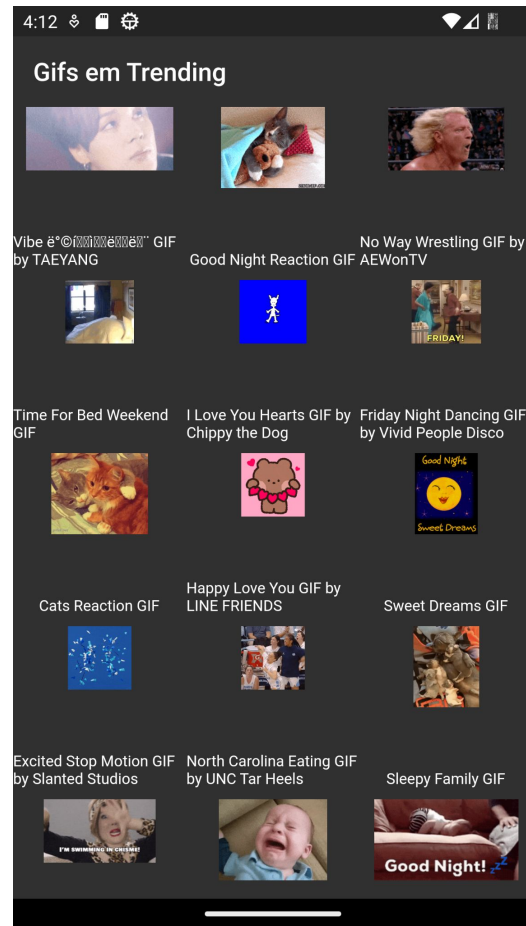 4:12
Gifs em Trending
Vibe GIF
by TAEYANG
Good Night Reaction GIF
No Way Wrestling GIF by
AEWonTV
FRIDAY!
Time For Bed Weekend
GIF
I Love You Hearts GIF by
Chippy the Dog
Friday Night Dancing GIF
by Vivid People Disco
Good Night
Sweet Dreams
Cats Reaction GIF
Happy Love You GIF by
LINE FRIENDS
Sweet Dreams GIF
Excited Stop Motion GIF
by Slanted Studios
North Carolina Eating GIF
by UNC Tar Heels
Sleepy Family GIF
I'M SWIMMING IN CHISME!
Good Night! zzz